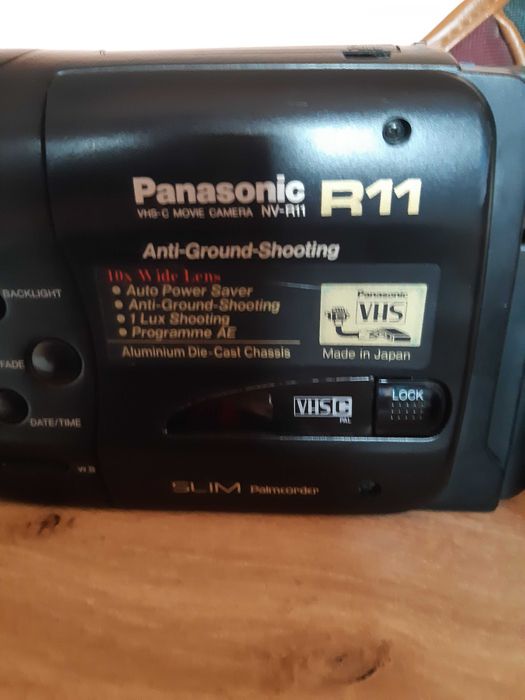 Panasonic R11
VHS-C MOVIE CAMERA NV-R11
Anti-Ground-Shooting
10x Wide Lens
• Auto Power Saver
• Anti-Ground-Shooting
• 1 Lux Shooting
• Programme AE
Aluminium Die-Cast Chassis
Panasonic
VHS
Made in Japan
BACKLIGHT
FADE
DATE/TIME
VHS C
PAL
LOCK
SLIM Palmcorder